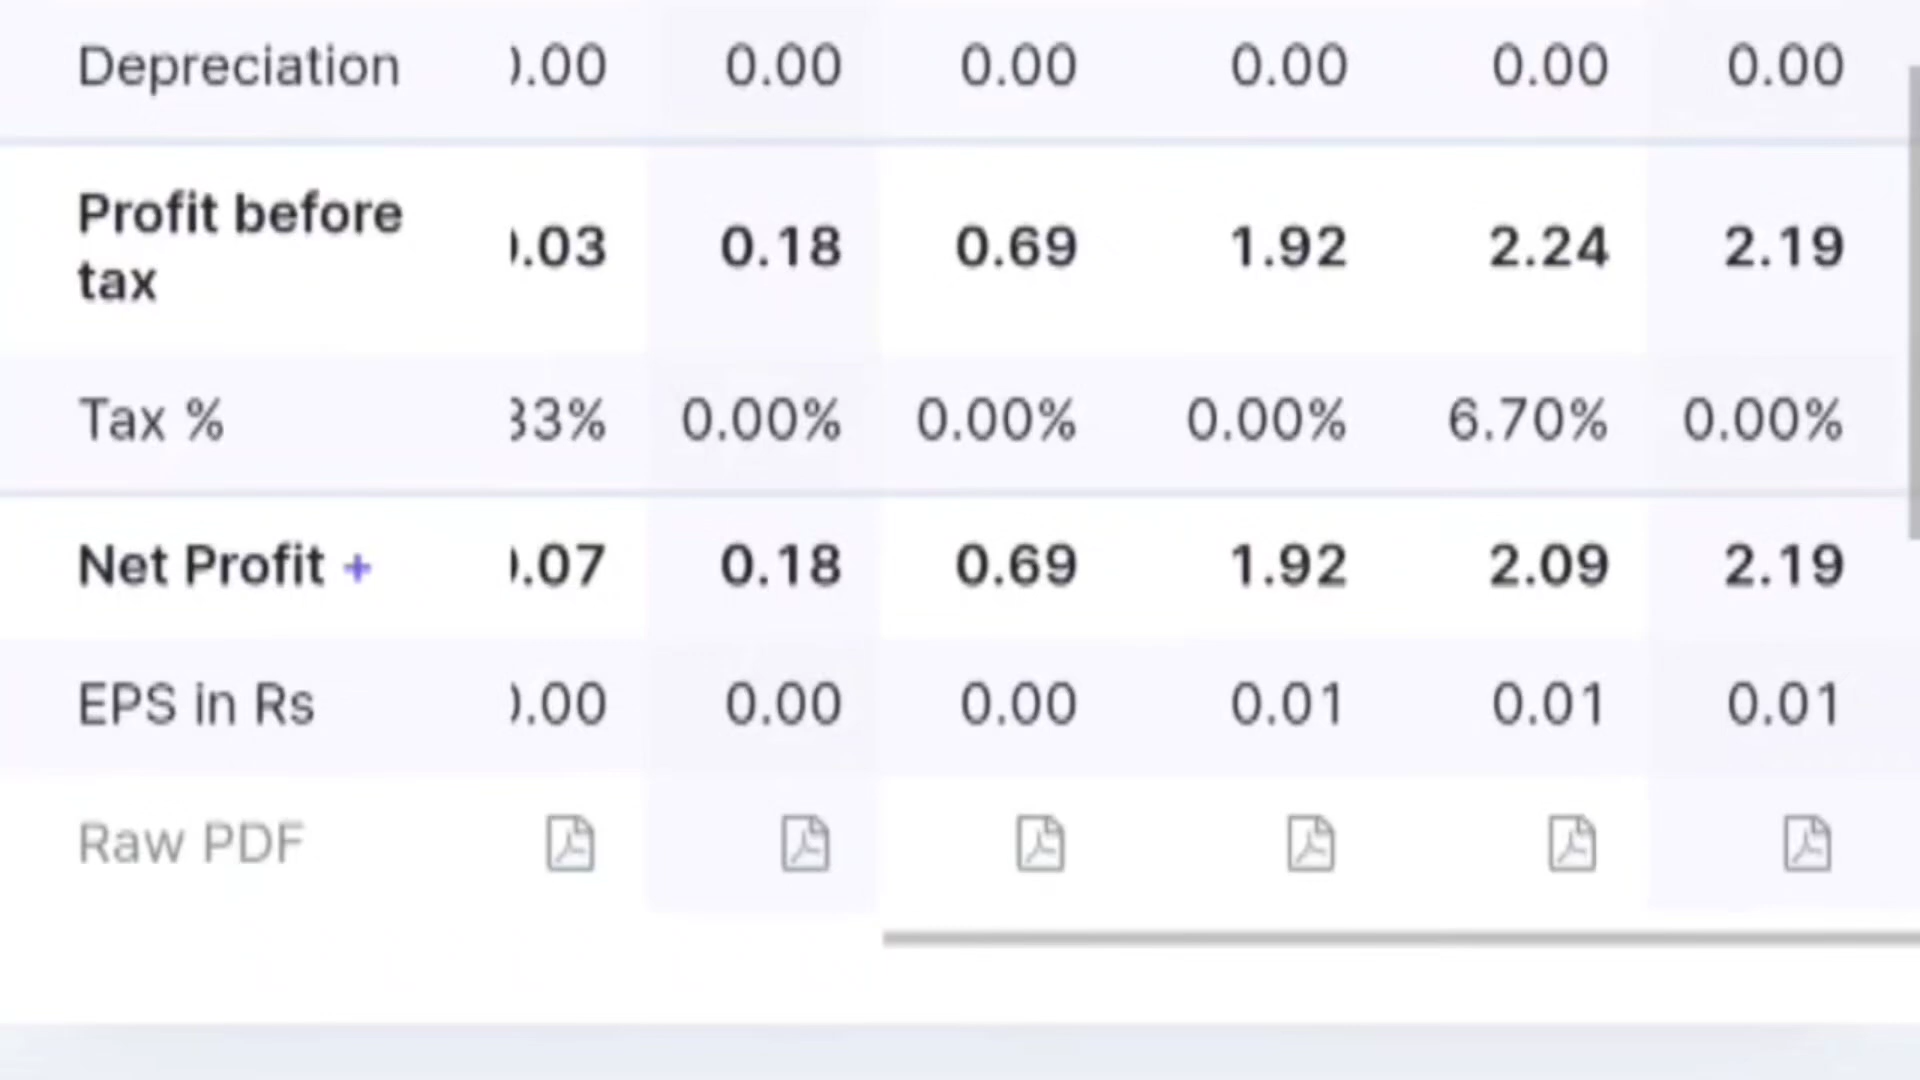 Depreciation .00 0.00 0.00 0.00 0.00 0.00
Profit before
tax .03 0.18 0.69 1.92 2.24 2.19
Tax % 33% 0.00% 0.00% 0.00% 6.70% 0.00%
Net Profit + .07 0.18 0.69 1.92 2.09 2.19
EPS in Rs .00 0.00 0.00 0.01 0.01 0.01
Raw PDF